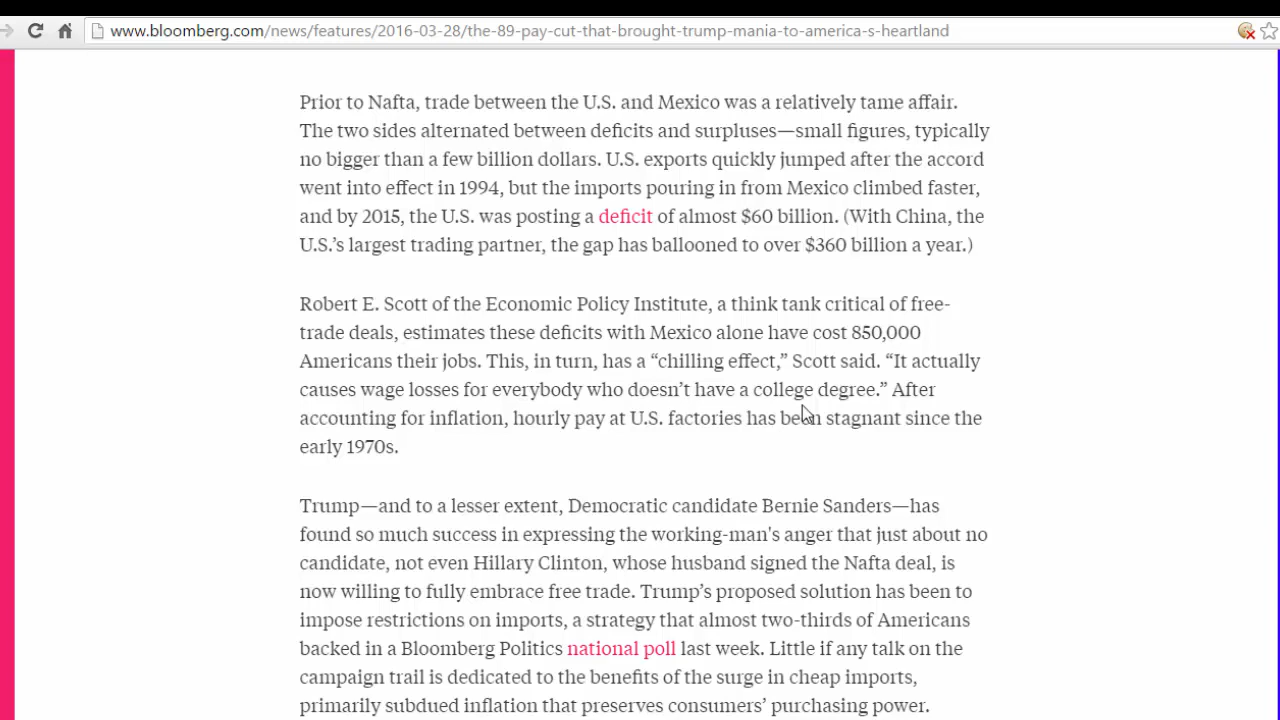 www.bloomberg.com/news/features/2016-03-28/the-89-pay-cut-that-brought-trump-mania-to-america-s-heartland
Prior to Nafta, trade between the U.S. and Mexico was a relatively tame affair.
The two sides alternated between deficits and surpluses—small figures, typically
no bigger than a few billion dollars. U.S. exports quickly jumped after the accord
went into effect in 1994, but the imports pouring in from Mexico climbed faster,
and by 2015, the U.S. was posting a deficit of almost $60 billion. (With China, the
U.S.’s largest trading partner, the gap has ballooned to over $360 billion a year.)
Robert E. Scott of the Economic Policy Institute, a think tank critical of free-
trade deals, estimates these deficits with Mexico alone have cost 850,000
Americans their jobs. This, in turn, has a “chilling effect,” Scott said. “It actually
causes wage losses for everybody who doesn’t have a college degree.” After
accounting for inflation, hourly pay at U.S. factories has been stagnant since the
early 1970s.
Trump—and to a lesser extent, Democratic candidate Bernie Sanders—has
found so much success in expressing the working-man's anger that just about no
candidate, not even Hillary Clinton, whose husband signed the Nafta deal, is
now willing to fully embrace free trade. Trump’s proposed solution has been to
impose restrictions on imports, a strategy that almost two-thirds of Americans
backed in a Bloomberg Politics national poll last week. Little if any talk on the
campaign trail is dedicated to the benefits of the surge in cheap imports,
primarily subdued inflation that preserves consumers’ purchasing power.